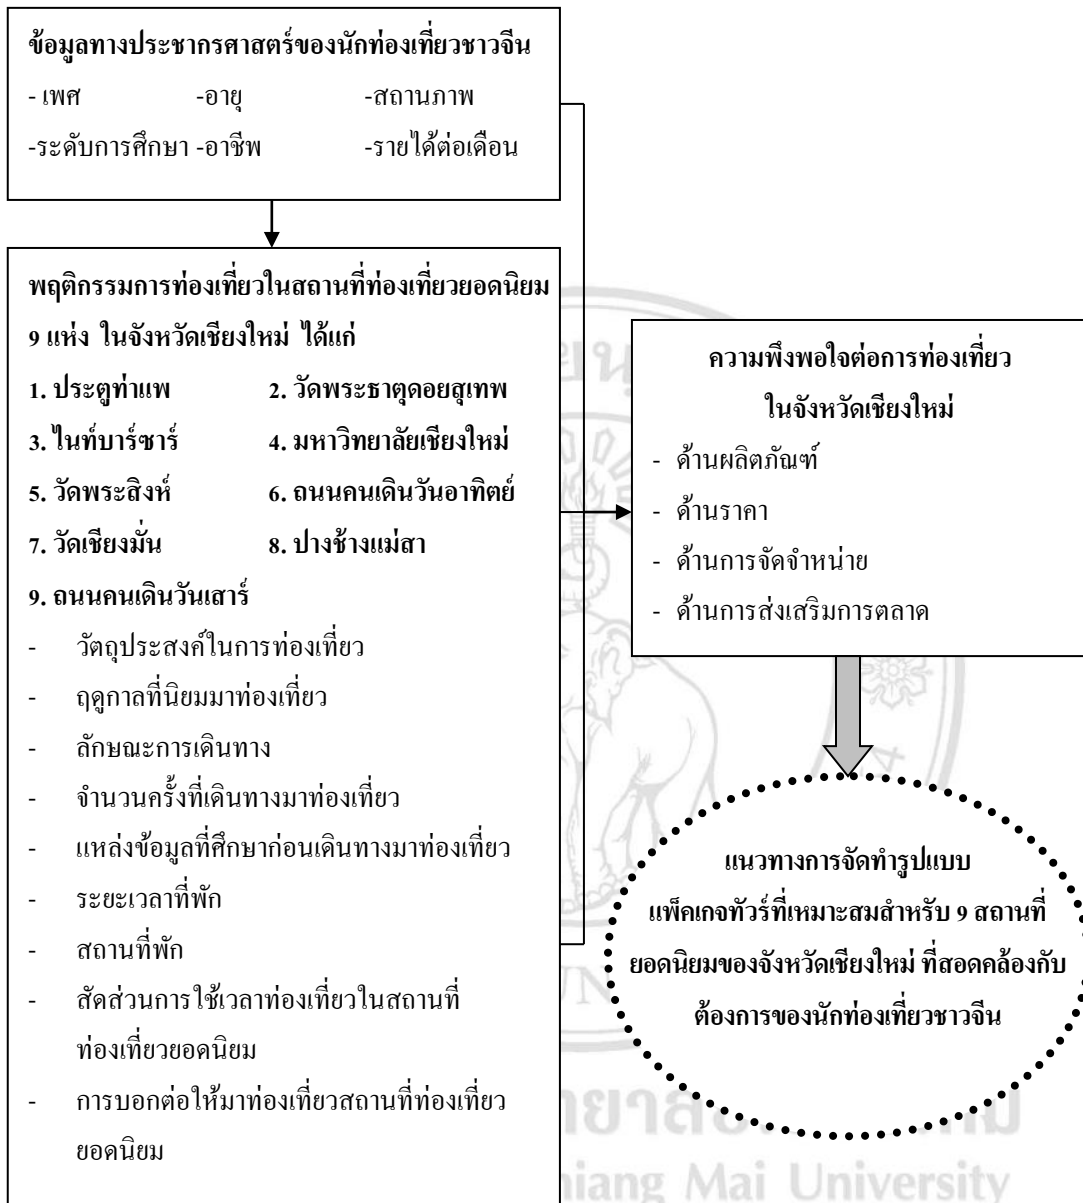 ข้อมูลทางประชากรศาสตร์ของนักท่องเที่ยวชาวจีน
- เพศ -อายุ -สถานภาพ
-ระดับการศึกษา -อาชีพ -รายได้ต่อเดือน
พฤติกรรมการท่องเที่ยวในสถานที่ท่องเที่ยวยอดนิยม
9 แห่ง ในจังหวัดเชียงใหม่ ได้แก่
1. ประตูท่าแพ 2. วัดพระธาตุดอยสุเทพ
3. ไนท์บาร์ซาร์ 4. มหาวิทยาลัยเชียงใหม่
5. วัดพระสิงห์ 6. ถนนคนเดินวันอาทิตย์
7. วัดเชียงมั่น 8. ปางช้างแม่สา
9. ถนนคนเดินวันเสาร์
- วัตถุประสงค์ในการท่องเที่ยว
- ฤดูกาลที่นิยมมาท่องเที่ยว
- ลักษณะการเดินทาง
- จำนวนครั้งที่เดินทางมาท่องเที่ยว
- แหล่งข้อมูลที่ศึกษาก่อนเดินทางมาท่องเที่ยว
- ระยะเวลาที่พัก
- สถานที่พัก
- สัดส่วนการใช้เวลาท่องเที่ยวในสถานที่
ท่องเที่ยวยอดนิยม
- การบอกต่อให้มาท่องเที่ยวสถานที่ท่องเที่ยว
ยอดนิยม
ความพึงพอใจต่อการท่องเที่ยว
ในจังหวัดเชียงใหม่
- ด้านผลิตภัณฑ์
- ด้านราคา
- ด้านการจัดจำหน่าย
- ด้านการส่งเสริมการตลาด
แนวทางการจัดทำรูปแบบ
แพ็คเกจทัวร์ที่เหมาะสมสำหรับ 9 สถานที่
ยอดนิยมของจังหวัดเชียงใหม่ ที่สอดคล้องกับ
ต้องการของนักท่องเที่ยวชาวจีน
Mai University